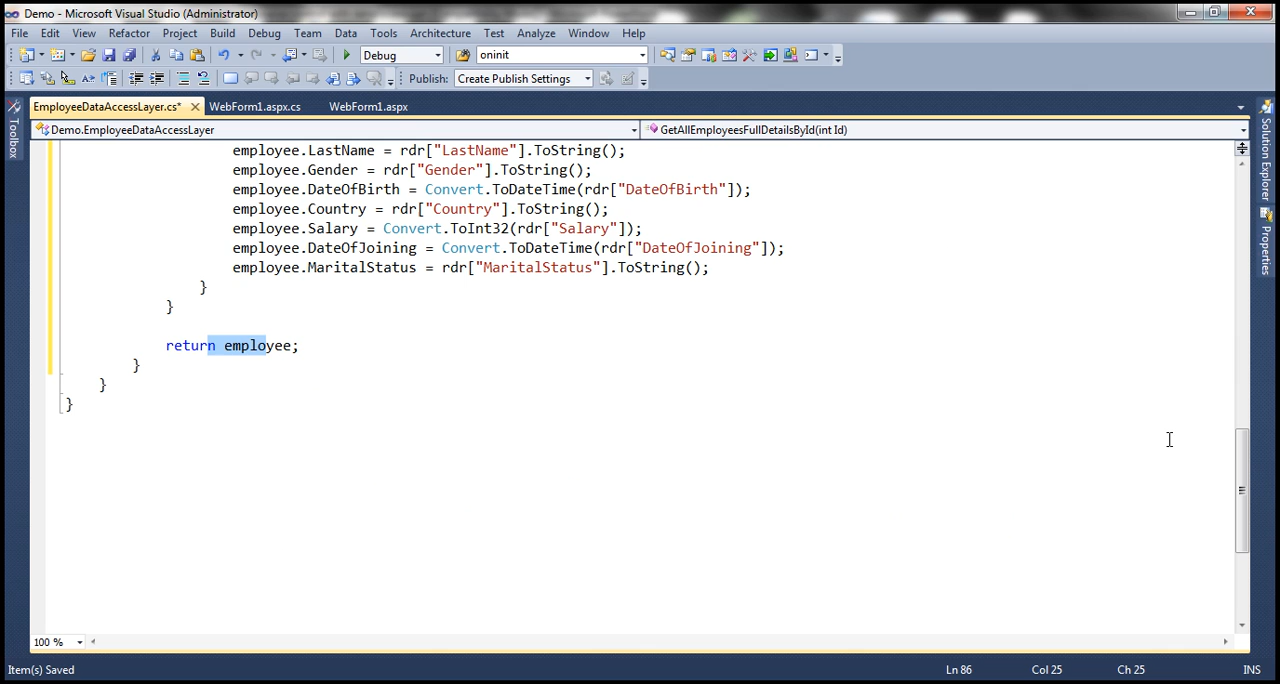 Demo - Microsoft Visual Studio (Administrator)
File Edit View Refactor Project Build Debug Team Data Tools Architecture Test Analyze Window Help
Debug oninit
Publish: Create Publish Settings
EmployeeDataAccessLayer.cs* WebForm1.aspx.cs WebForm1.aspx
Demo.EmployeeDataAccessLayer GetAllEmployeesFullDetailsById(int Id)
employee.LastName = rdr["LastName"].ToString();
employee.Gender = rdr["Gender"].ToString();
employee.DateOfBirth = Convert.ToDateTime(rdr["DateOfBirth"]);
employee.Country = rdr["Country"].ToString();
employee.Salary = Convert.ToInt32(rdr["Salary"]);
employee.DateOfJoining = Convert.ToDateTime(rdr["DateOfJoining"]);
employee.MaritalStatus = rdr["MaritalStatus"].ToString();
}
}
return employee;
}
}
}
Toolbox
Solution Explorer
Properties
100 %
Item(s) Saved Ln 86 Col 25 Ch 25 INS